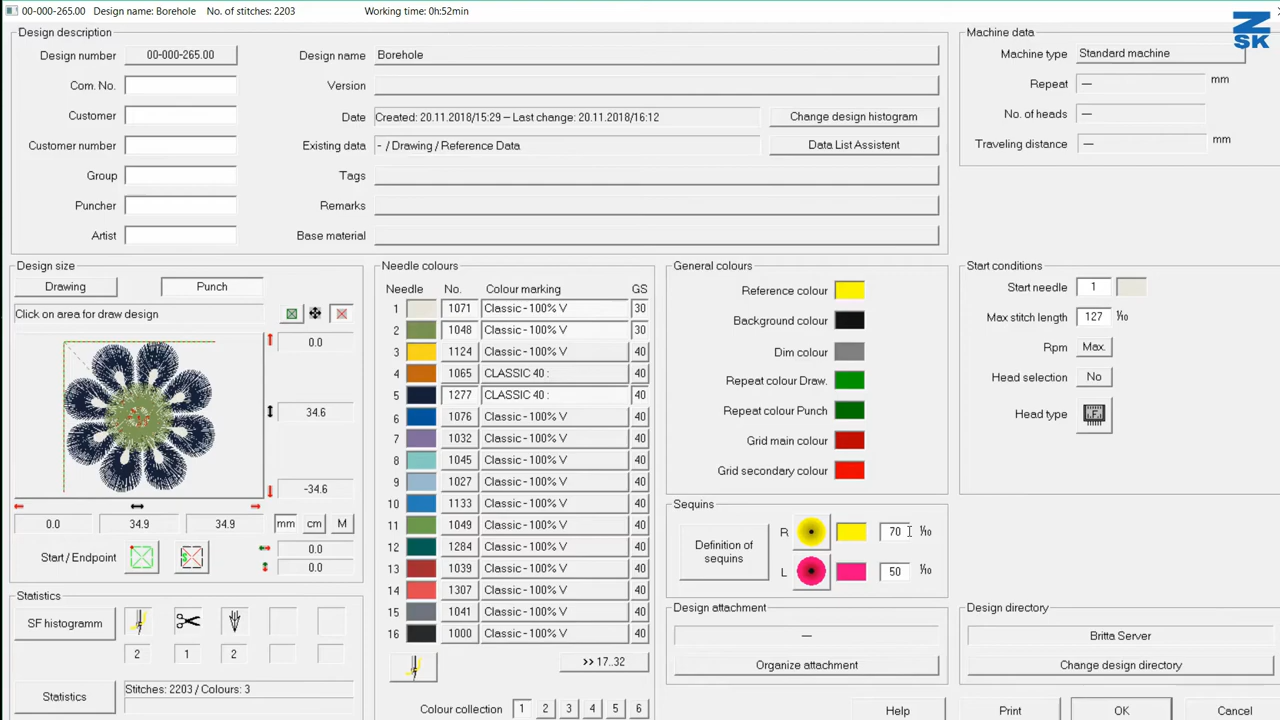 00-000-265.00 Design name: Borehole No. of stitches: 2203 Working time: 0h:52min
ZSK
Design description
Design number 00-000-265.00
Com. No.
Customer
Customer number
Group
Puncher
Artist
Design name Borehole
Version
Date Created: 20.11.2018/15:29 – Last change: 20.11.2018/16:12 Change design histogram
Existing data - / Drawing / Reference Data Data List Assistent
Tags
Remarks
Base material
Machine data
Machine type Standard machine
Repeat — mm
No. of heads —
Traveling distance — mm
Design size
Drawing Punch
Click on area for draw design
0.0
34.6
-34.6
0.0 34.9 34.9 mm cm M
Start / Endpoint 0.0
0.0
Statistics
SF histogramm
2 1 2
Statistics Stitches: 2203 / Colours: 3
Needle colours
Needle No. Colour marking GS
1 1071 Classic - 100% V 30
2 1048 Classic - 100% V 30
3 1124 Classic - 100% V 40
4 1065 CLASSIC 40 : 40
5 1277 CLASSIC 40 : 40
6 1076 Classic - 100% V 40
7 1032 Classic - 100% V 40
8 1045 Classic - 100% V 40
9 1027 Classic - 100% V 40
10 1133 Classic - 100% V 40
11 1049 Classic - 100% V 40
12 1284 Classic - 100% V 40
13 1039 Classic - 100% V 40
14 1307 Classic - 100% V 40
15 1041 Classic - 100% V 40
16 1000 Classic - 100% V 40
>> 17..32
Colour collection 1 2 3 4 5 6
General colours
Reference colour
Background colour
Dim colour
Repeat colour Draw.
Repeat colour Punch
Grid main colour
Grid secondary colour
Sequins
Definition of
sequins
R 70 1/10
L 50 1/10
Design attachment
—
Organize attachment
Start conditions
Start needle 1
Max stitch length 127 1/10
Rpm Max.
Head selection No
Head type F
Design directory
Britta Server
Change design directory
Help Print OK Cancel